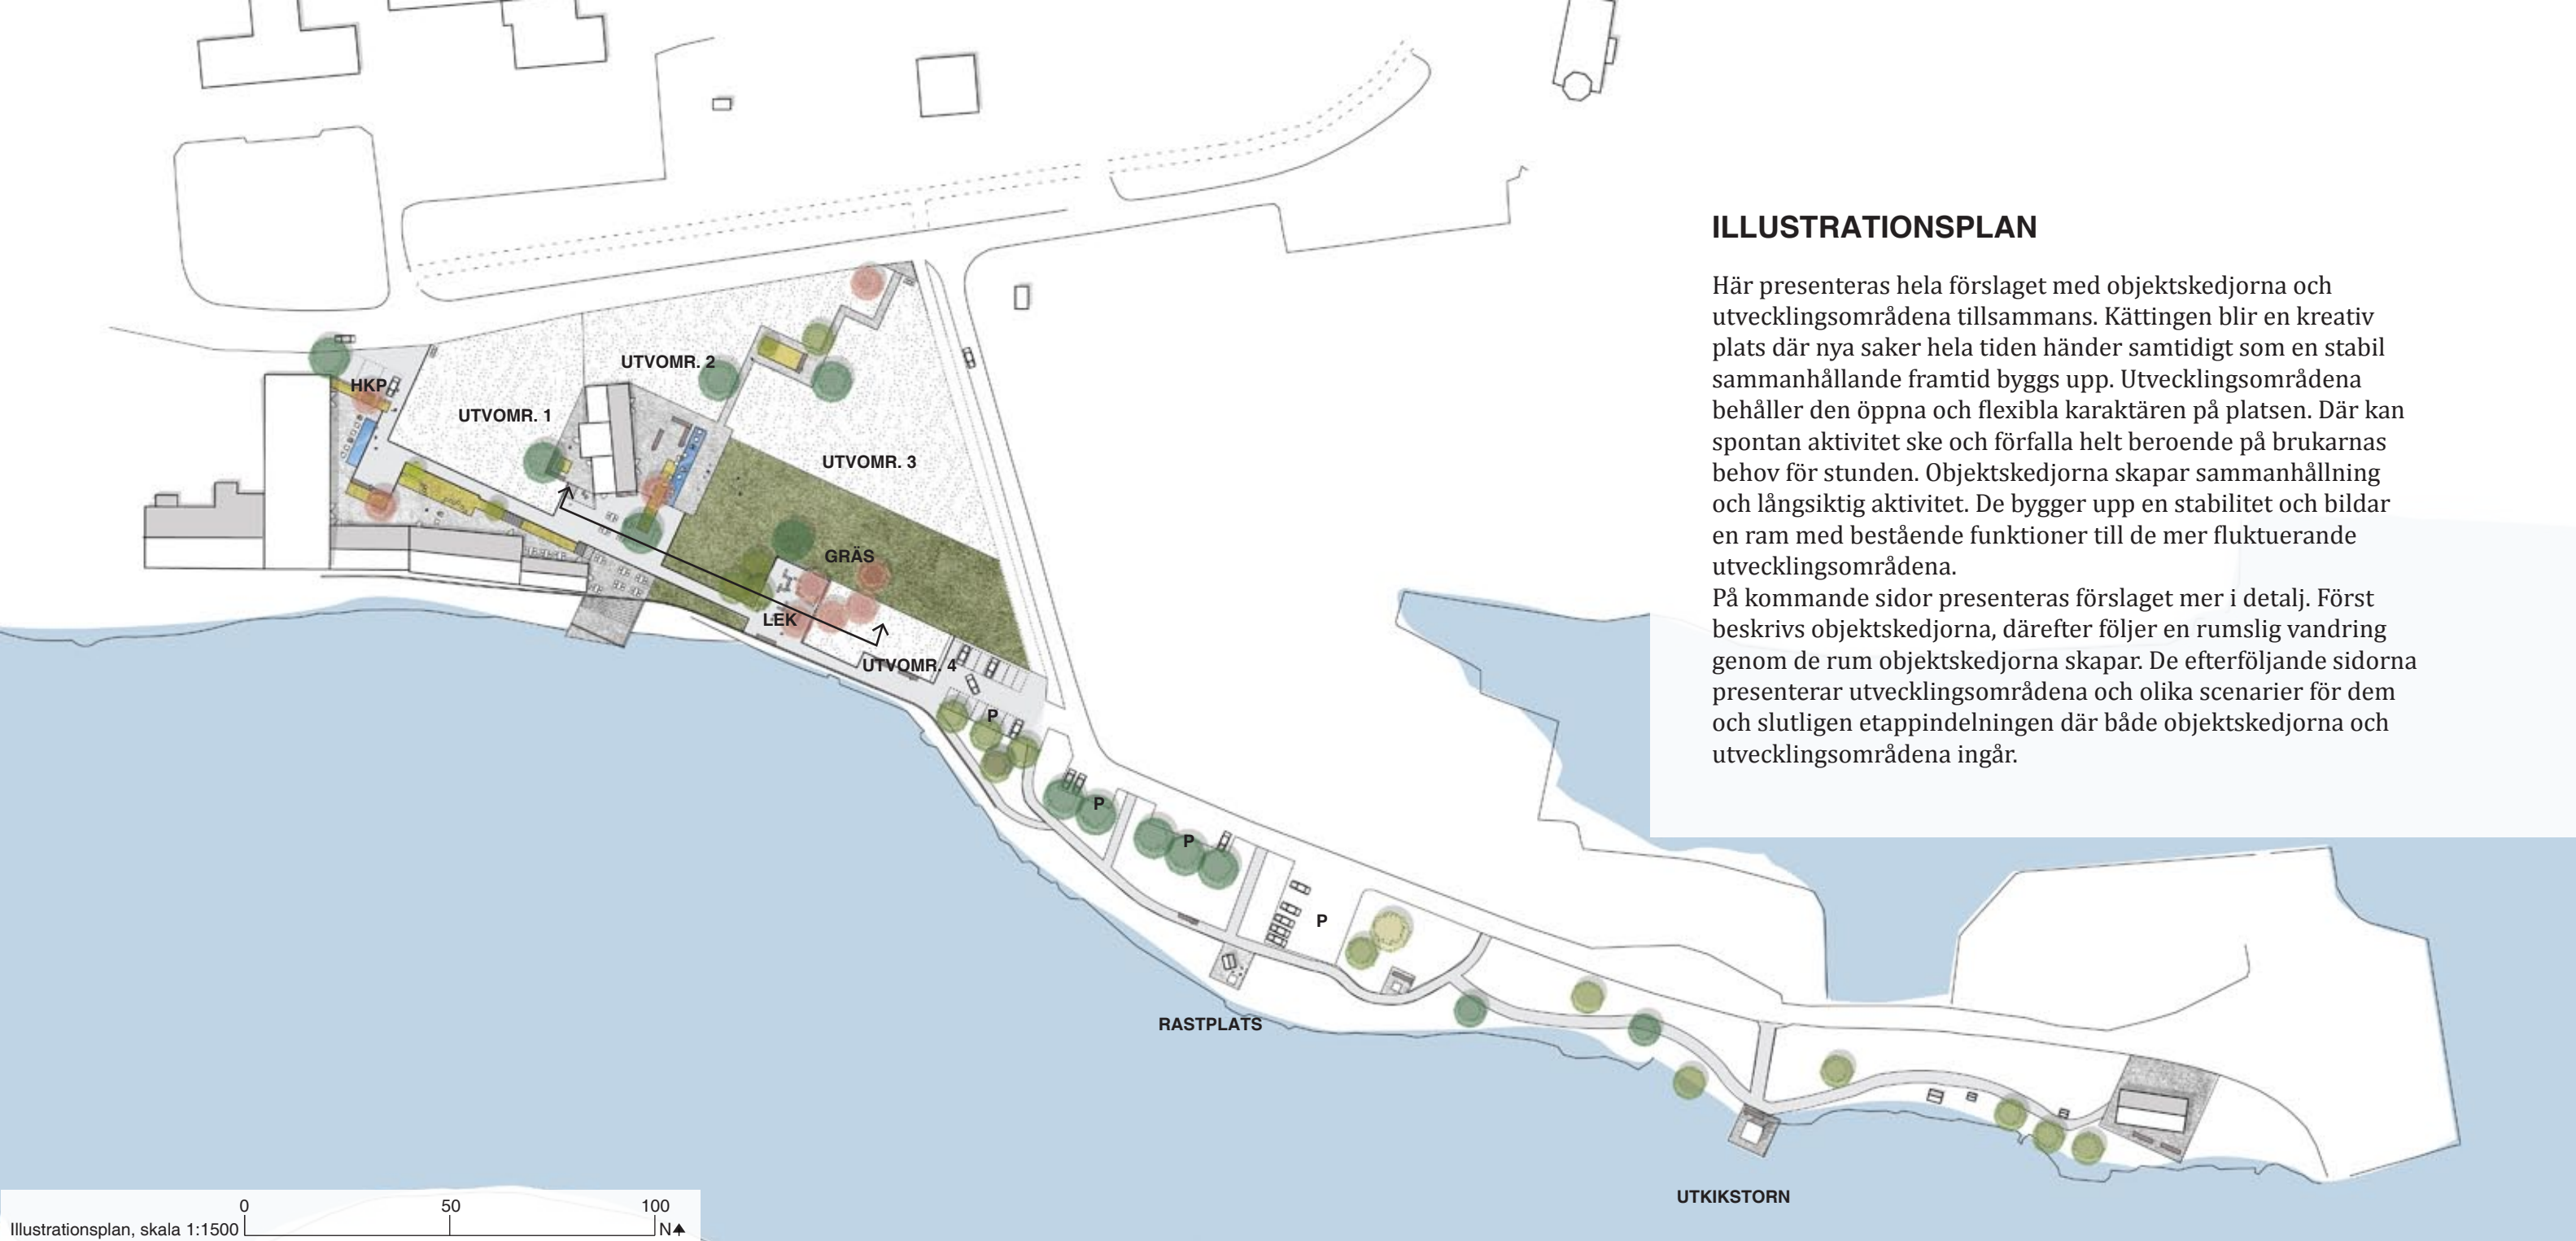 ILLUSTRATIONSPLAN
Här presenteras hela förslaget med objektskedjorna och
utvecklingsområdena tillsammans. Kättingen blir en kreativ
plats där nya saker hela tiden händer samtidigt som en stabil
sammanhållande framtid byggs upp. Utvecklingsområdena
behåller den öppna och flexibla karaktären på platsen. Där kan
spontan aktivitet ske och förfalla helt beroende på brukarnas
behov för stunden. Objektskedjorna skapar sammanhållning
och långsiktig aktivitet. De bygger upp en stabilitet och bildar
en ram med bestående funktioner till de mer fluktuerande
utvecklingsområdena.
På kommande sidor presenteras förslaget mer i detalj. Först
beskrivs objektskedjorna, därefter följer en rumslig vandring
genom de rum objektskedjorna skapar. De efterföljande sidorna
presenterar utvecklingsområdena och olika scenarier för dem
och slutligen etappindelningen där både objektskedjorna och
utvecklingsområdena ingår.
UTVOMR. 2
HKP
UTVOMR. 1
UTVOMR. 3
GRÄS
LEK
UTVOMR. 4
P
P
P
P
RASTPLATS
UTKIKSTORN
0 50 100
Illustrationsplan, skala 1:1500 N